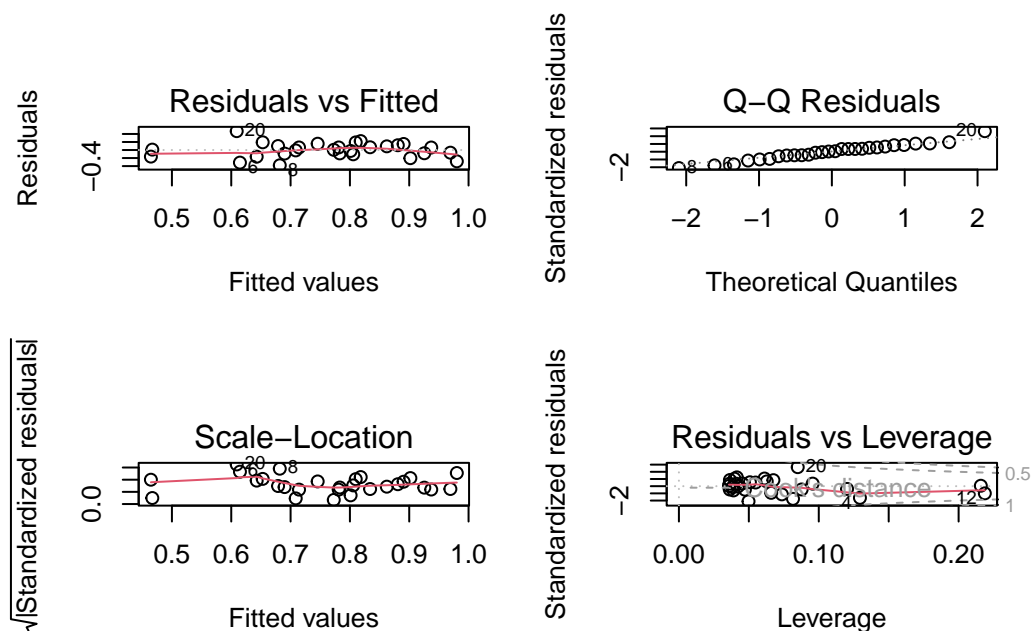 Residuals vs Fitted
Residuals
−0.4
20
6
8
0.5 0.6 0.7 0.8 0.9 1.0
Fitted values
Q−Q Residuals
Standardized residuals
−2
20
6
8
−2 −1 0 1 2
Theoretical Quantiles
Scale−Location
√|Standardized residuals|
0.0
20
6
8
0.5 0.6 0.7 0.8 0.9 1.0
Fitted values
Residuals vs Leverage
Standardized residuals
−2
20
Cook's distance
4
12
0.5
1
0.00 0.10 0.20
Leverage